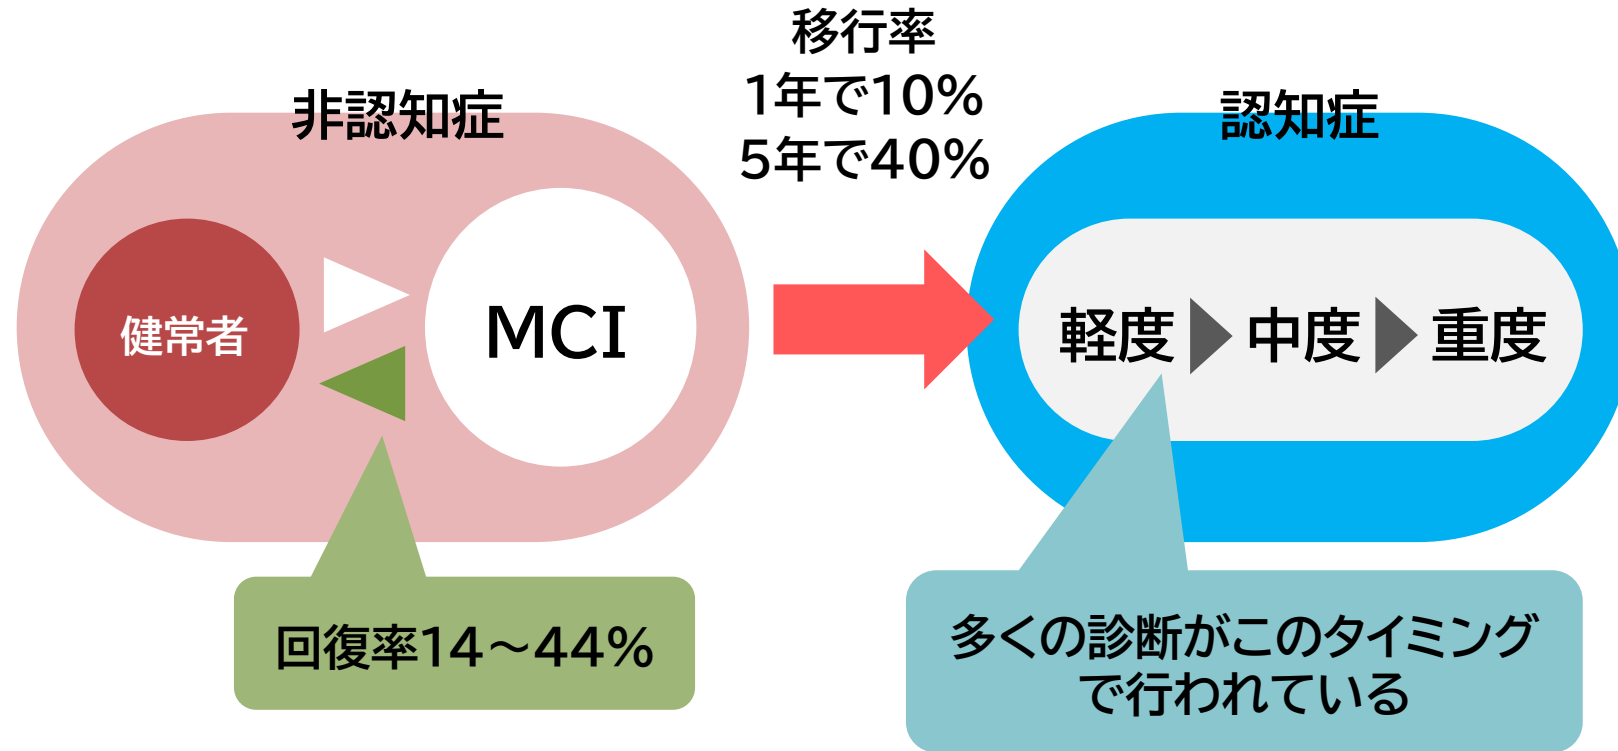 移行率
1年で10%
5年で40%
非認知症
認知症
健常者
MCI
軽度
中度
重度
回復率14～44%
多くの診断がこのタイミング
で行われている